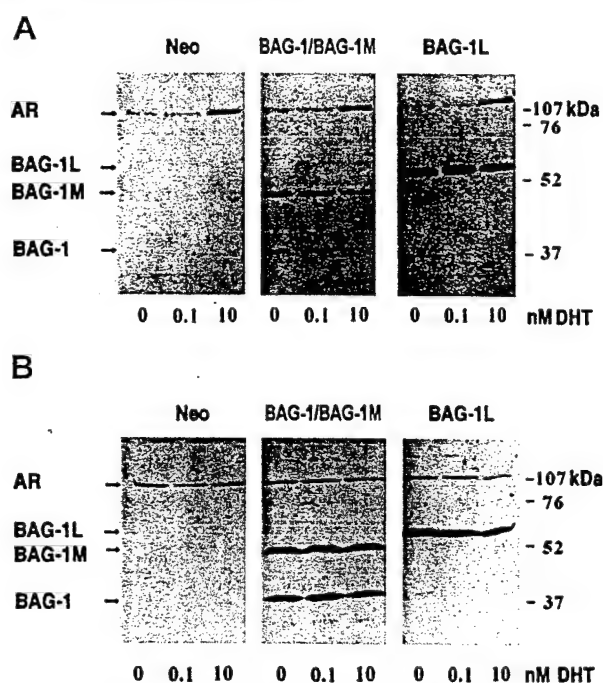 A
Neo BAG-1/BAG-1M BAG-1L
AR
BAG-1L
BAG-1M
BAG-1
-107 kDa
- 76
- 52
- 37
0 0.1 10 0 0.1 10 0 0.1 10 nM DHT
B
Neo BAG-1/BAG-1M BAG-1L
AR
BAG-1L
BAG-1M
BAG-1
-107 kDa
- 76
- 52
- 37
0 0.1 10 0 0.1 10 0 0.1 10 nM DHT